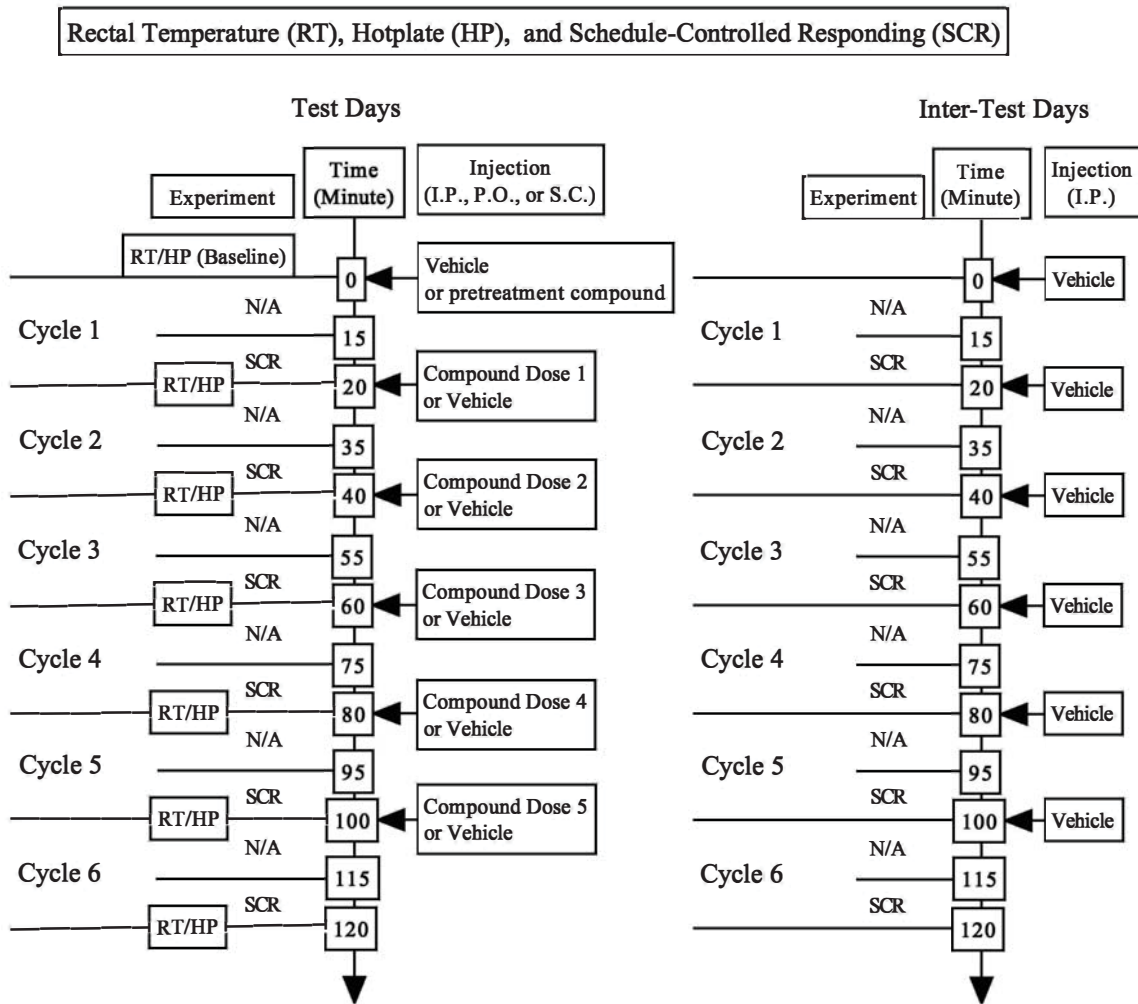 Rectal Temperature (RT), Hotplate (HP), and Schedule-Controlled Responding (SCR)
Test Days
Experiment
Time
(Minute)
Injection
(I.P., P.O., or S.C.)
RT/HP (Baseline)
0
Vehicle
or pretreatment compound
Cycle 1
N/A
15
SCR
RT/HP
20
Compound Dose 1
or Vehicle
Cycle 2
N/A
35
SCR
RT/HP
40
Compound Dose 2
or Vehicle
Cycle 3
N/A
55
SCR
RT/HP
60
Compound Dose 3
or Vehicle
Cycle 4
N/A
75
SCR
RT/HP
80
Compound Dose 4
or Vehicle
Cycle 5
N/A
95
SCR
RT/HP
100
Compound Dose 5
or Vehicle
Cycle 6
N/A
115
SCR
RT/HP
120
Inter-Test Days
Experiment
Time
(Minute)
Injection
(I.P.)
0
Vehicle
Cycle 1
N/A
15
SCR
20
Vehicle
Cycle 2
N/A
35
SCR
40
Vehicle
Cycle 3
N/A
55
SCR
60
Vehicle
Cycle 4
N/A
75
SCR
80
Vehicle
Cycle 5
N/A
95
SCR
100
Vehicle
Cycle 6
N/A
115
SCR
120